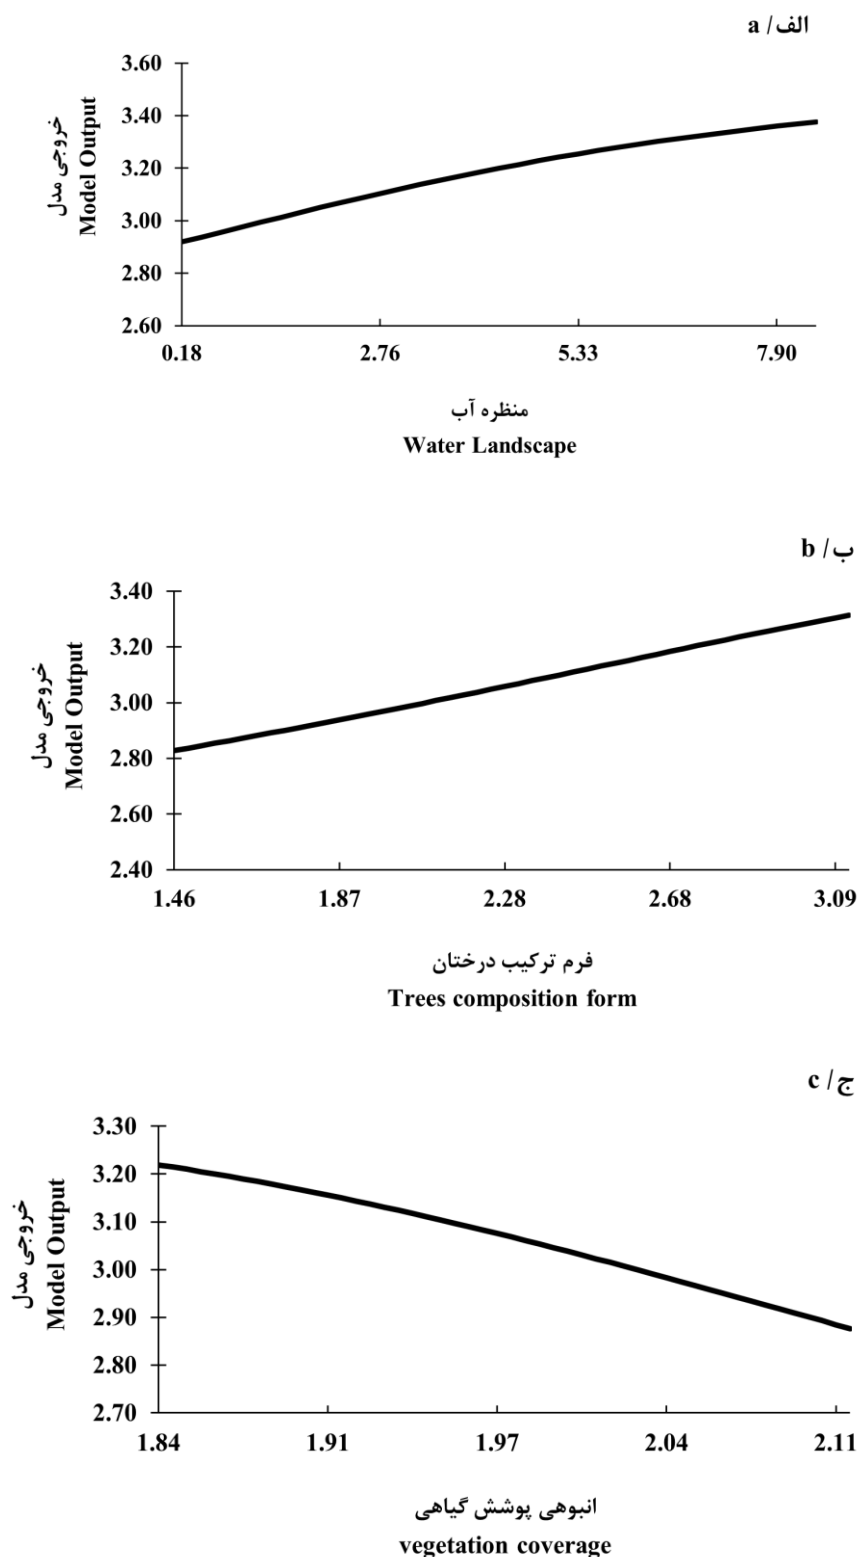 الف/ a
3.60
3.40
3.20
3.00
2.80
2.60
خروجی مدل
Model Output
0.18 2.76 5.33 7.90
منظره آب
Water Landscape
ب/ b
3.40
3.20
3.00
2.80
2.60
2.40
خروجی مدل
Model Output
1.46 1.87 2.28 2.68 3.09
فرم ترکیب درختان
Trees composition form
ج/ c
3.30
3.20
3.10
3.00
2.90
2.80
2.70
خروجی مدل
Model Output
1.84 1.91 1.97 2.04 2.11
انبوهی پوشش گیاهی
vegetation coverage